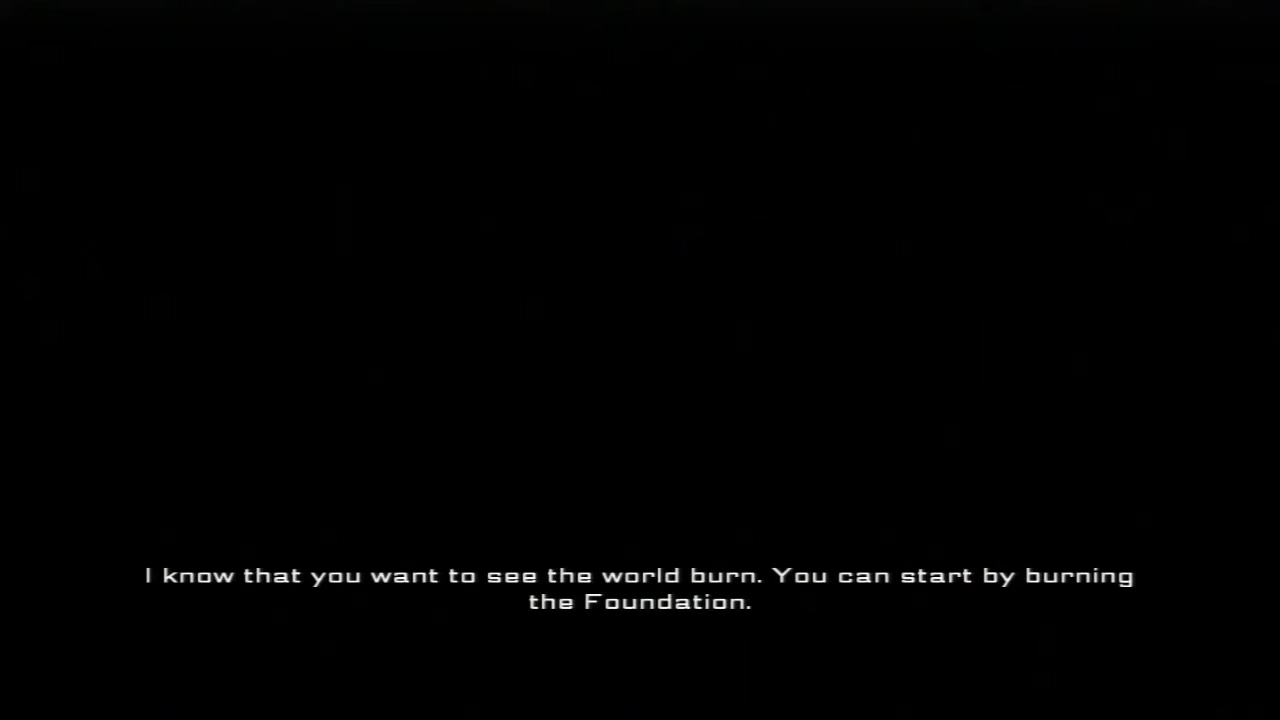 I know that you want to see the world burn. You can start by burning
the Foundation.